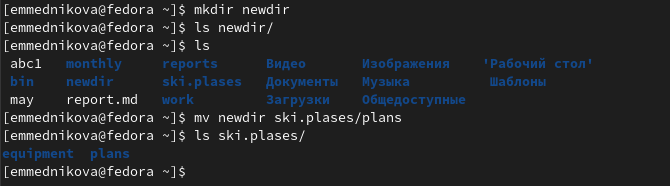 [emmednikova@fedora ~]$ mkdir newdir
[emmednikova@fedora ~]$ ls newdir/
[emmednikova@fedora ~]$ ls
abc1 monthly reports Видео Изображения 'Рабочий стол'
bin newdir ski.plases Документы Музыка Шаблоны
may report.md work Загрузки Общедоступные
[emmednikova@fedora ~]$ mv newdir ski.plases/plans
[emmednikova@fedora ~]$ ls ski.plases/
equipment plans
[emmednikova@fedora ~]$